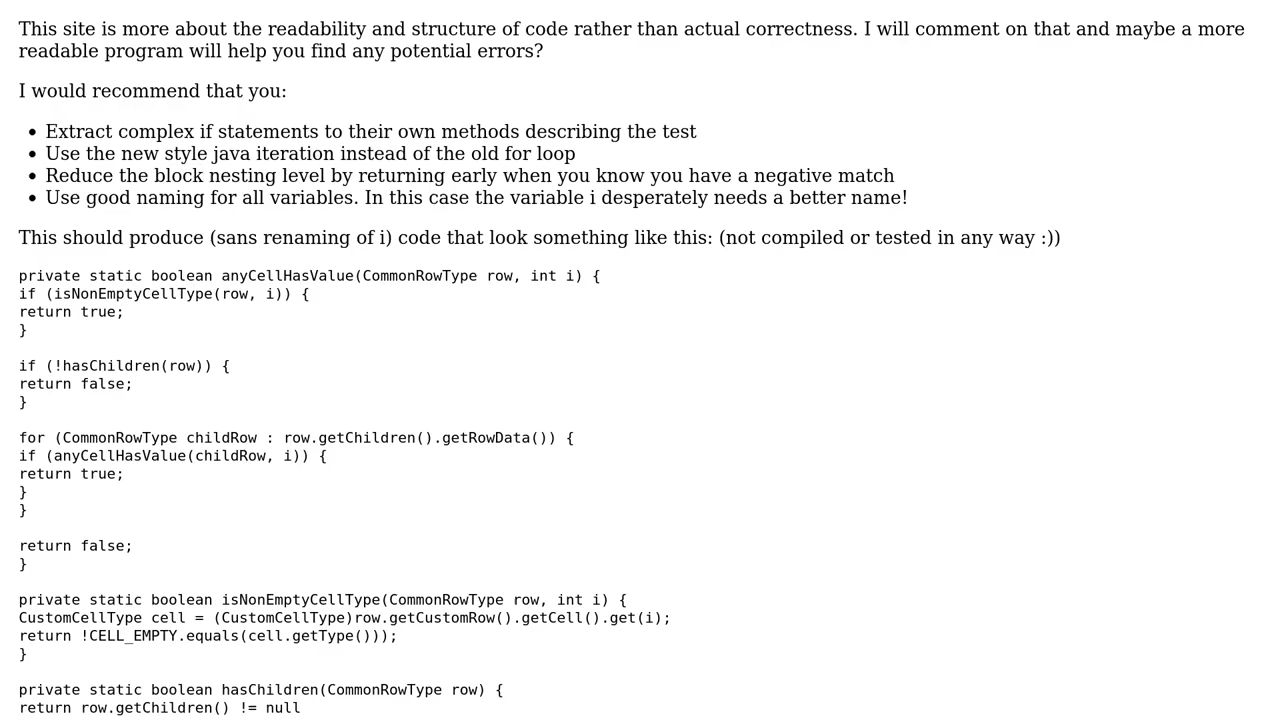 This site is more about the readability and structure of code rather than actual correctness. I will comment on that and maybe a more
readable program will help you find any potential errors?
I would recommend that you:
• Extract complex if statements to their own methods describing the test
• Use the new style java iteration instead of the old for loop
• Reduce the block nesting level by returning early when you know you have a negative match
• Use good naming for all variables. In this case the variable i desperately needs a better name!
This should produce (sans renaming of i) code that look something like this: (not compiled or tested in any way :))
private static boolean anyCellHasValue(CommonRowType row, int i) {
if (isNonEmptyCellType(row, i)) {
return true;
}
if (!hasChildren(row)) {
return false;
}
for (CommonRowType childRow : row.getChildren().getRowData()) {
if (anyCellHasValue(childRow, i)) {
return true;
}
}
return false;
}
private static boolean isNonEmptyCellType(CommonRowType row, int i) {
CustomCellType cell = (CustomCellType)row.getCustomRow().getCell().get(i);
return !CELL_EMPTY.equals(cell.getType()));
}
private static boolean hasChildren(CommonRowType row) {
return row.getChildren() != null